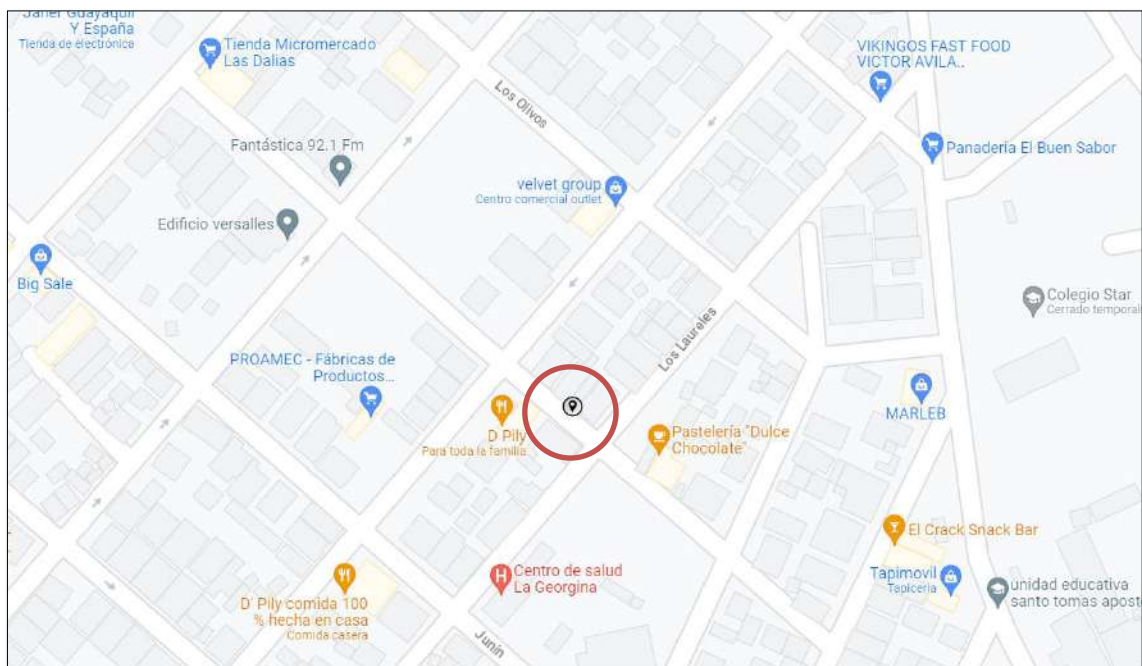 Janer Guayaquil
Y España
Tienda de electrónica
Tienda Micromercado
Las Dalias
VIKINGOS FAST FOOD
VICTOR AVILA..
Los Olivos
Fantástica 92.1 Fm
Panadería El Buen Sabor
velvet group
Centro comercial outlet
Edificio versalles
Big Sale
Colegio Star
Cerrado temporal
Los Laureles
PROAMEC - Fábricas de
Productos...
MARLEB
D Pily
Para toda la familia
Pastelería "Dulce
Chocolate"
El Crack Snack Bar
Centro de salud
La Georgina
Tapimovil
Tapicería
unidad educativa
santo tomas apost
D' Pily comida 100
% hecha en casa
Comida casera
Junín